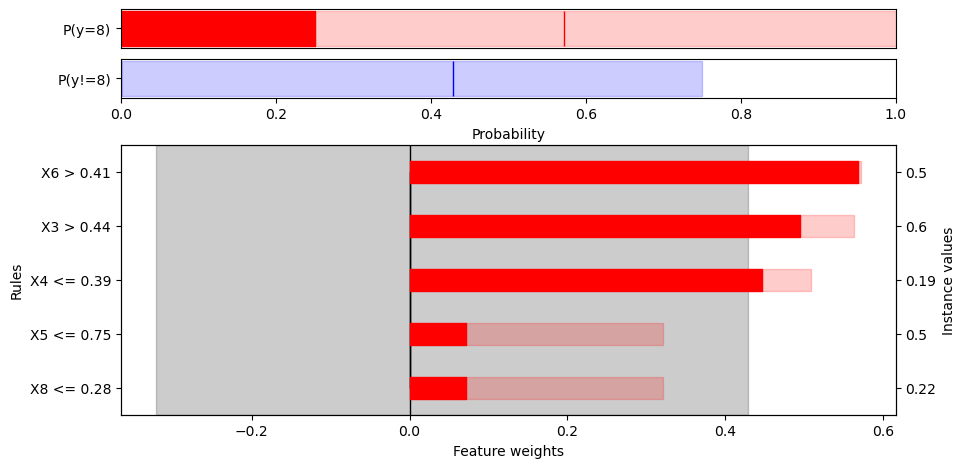 P(y=8)
P(y!=8)
0.0 0.2 0.4 0.6 0.8 1.0
Probability
X6 > 0.41 0.5
X3 > 0.44 0.6
X4 <= 0.39 0.19
X5 <= 0.75 0.5
X8 <= 0.28 0.22
Rules
Instance values
−0.2 0.0 0.2 0.4 0.6
Feature weights